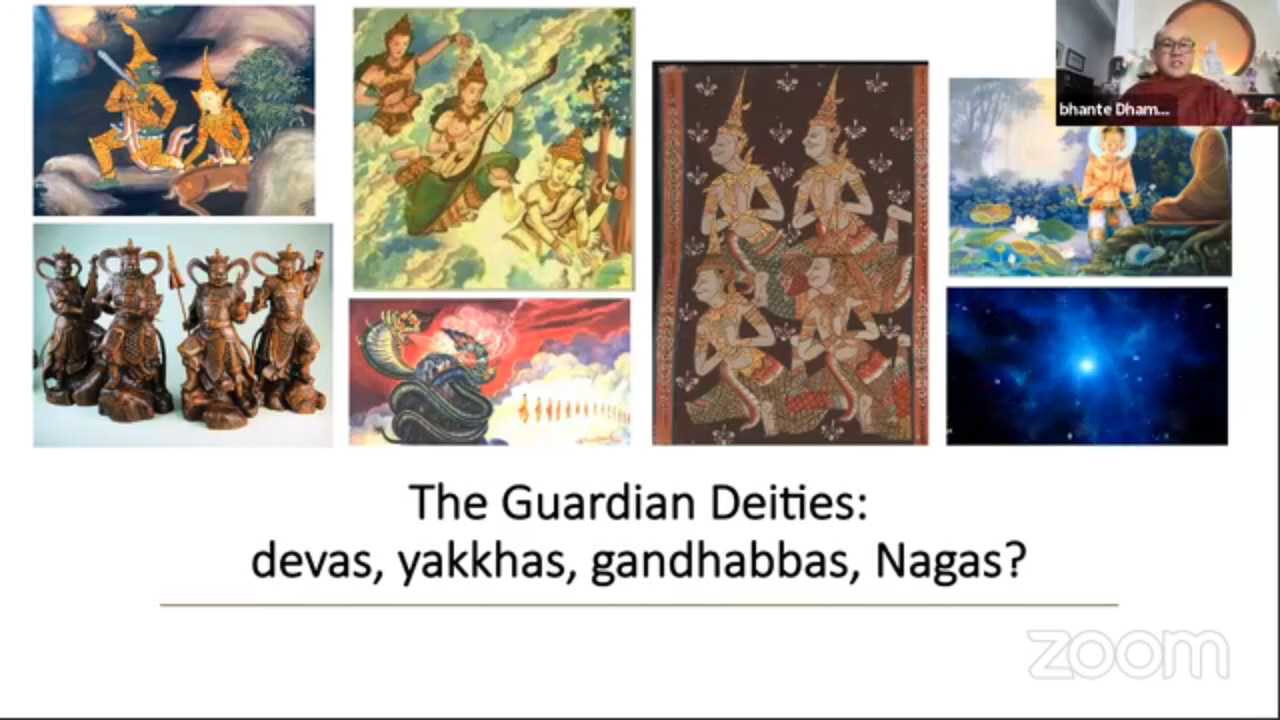 bhante Dham...
The Guardian Deities:
devas, yakkhas, gandhabbas, Nagas?
zoom